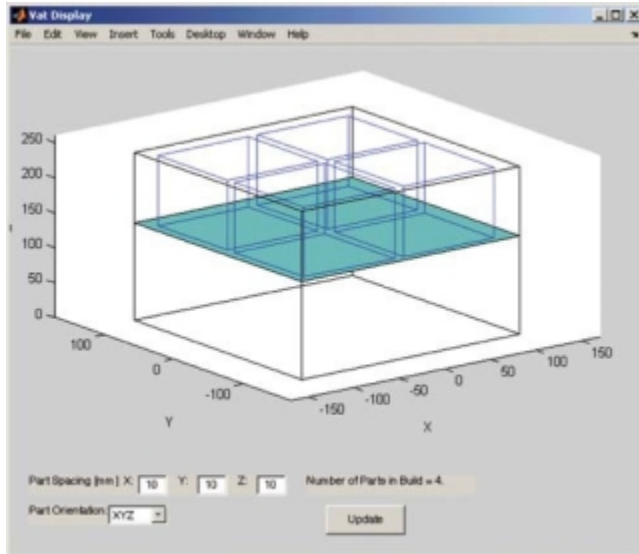 Vat Display
File Edit View Insert Tools Desktop Window Help
250
200
150
100
50
0
100
0
-100
Y
-150
-100
-50
0
50
100
150
X
Part Spacing [mm] X: 10 Y: 10 Z: 10 Number of Parts in Build = 4.
Part Orientation: XYZ
Update